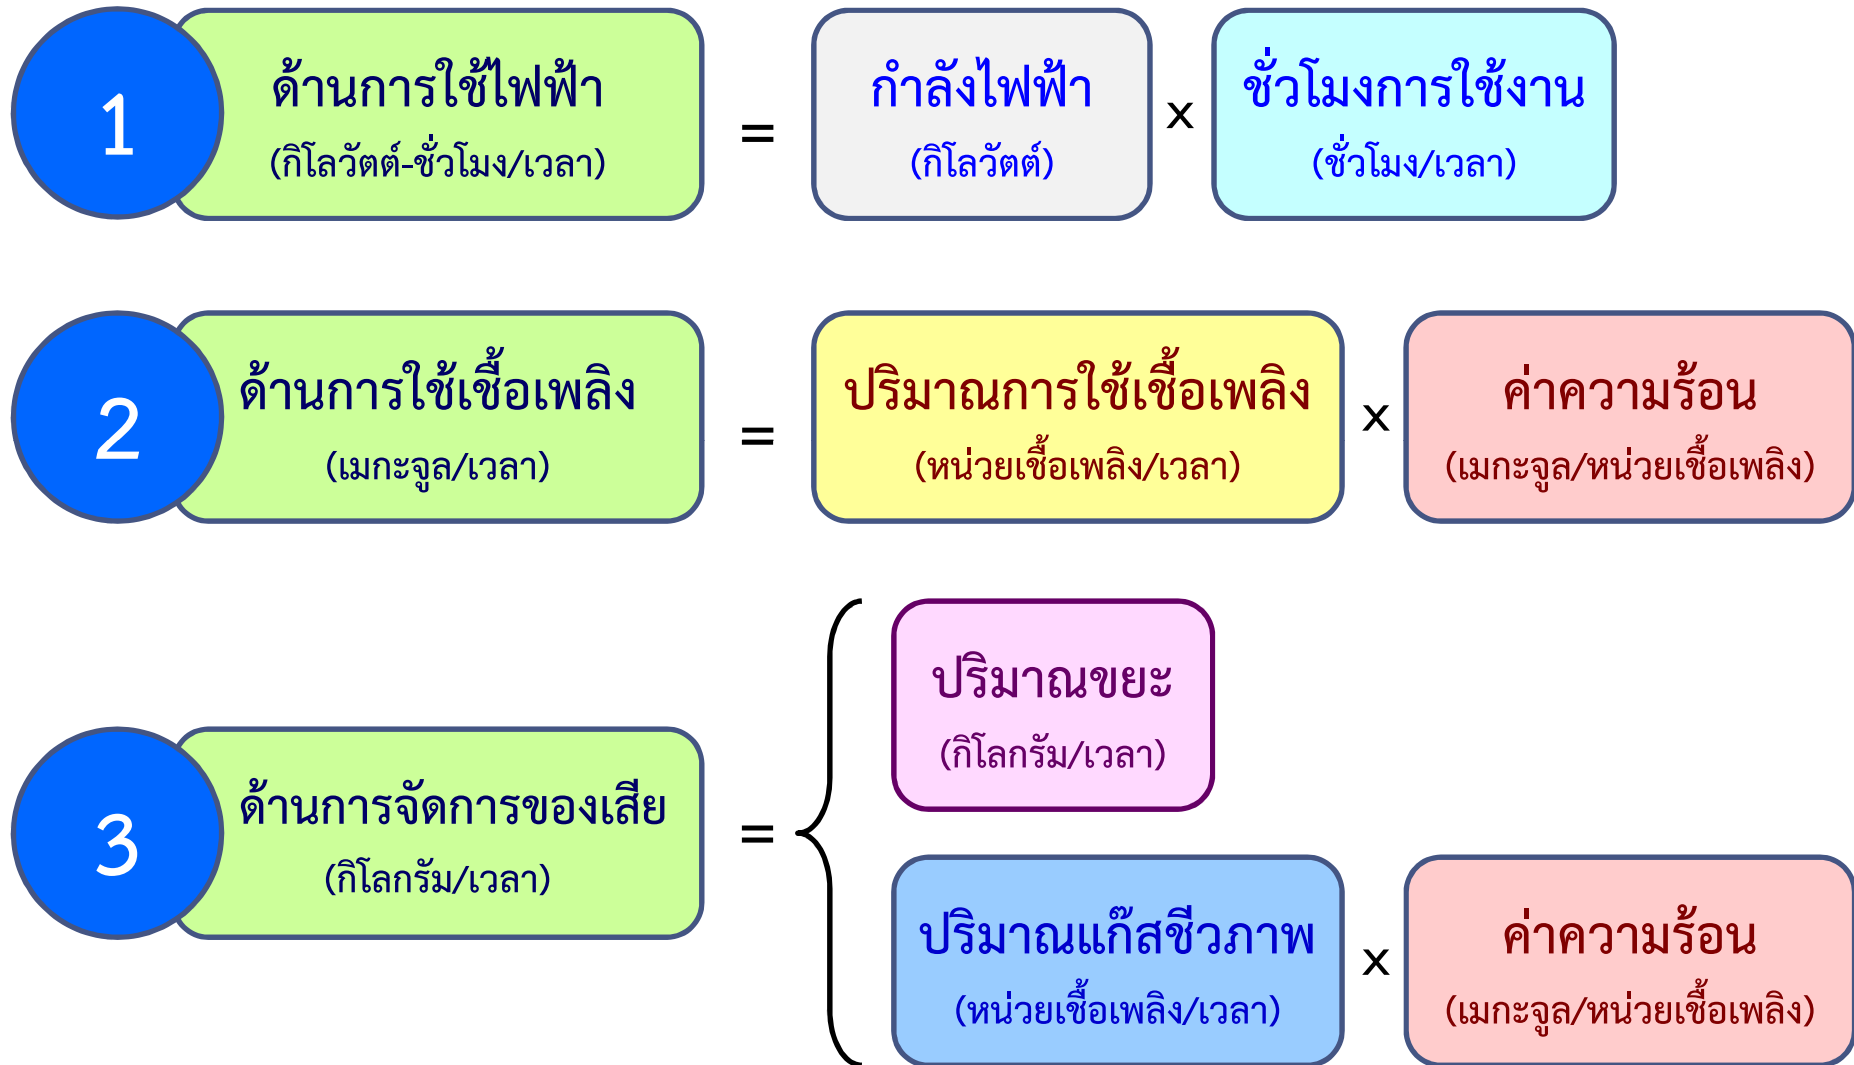 1
ด้านการใช้ไฟฟ้า
(กิโลวัตต์-ชั่วโมง/เวลา)
=
กำลังไฟฟ้า
(กิโลวัตต์)
x
ชั่วโมงการใช้งาน
(ชั่วโมง/เวลา)
2
ด้านการใช้เชื้อเพลิง
(เมกะจูล/เวลา)
=
ปริมาณการใช้เชื้อเพลิง
(หน่วยเชื้อเพลิง/เวลา)
x
ค่าความร้อน
(เมกะจูล/หน่วยเชื้อเพลิง)
3
ด้านการจัดการของเสีย
(กิโลกรัม/เวลา)
=
ปริมาณขยะ
(กิโลกรัม/เวลา)
ปริมาณแก๊สชีวภาพ
(หน่วยเชื้อเพลิง/เวลา)
x
ค่าความร้อน
(เมกะจูล/หน่วยเชื้อเพลิง)